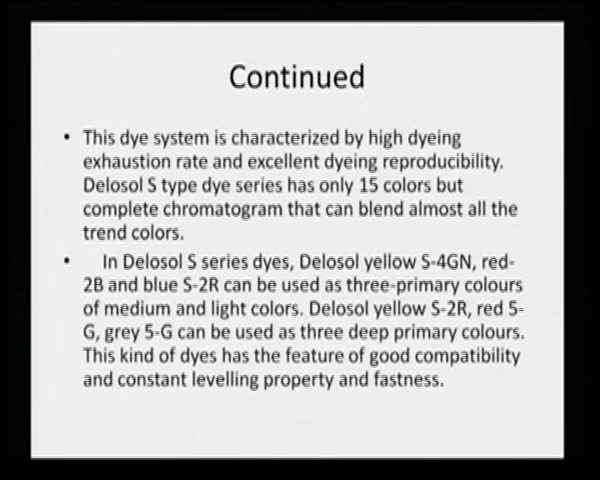 Continued
• This dye system is characterized by high dyeing
exhaustion rate and excellent dyeing reproducibility.
Delosol S type dye series has only 15 colors but
complete chromatogram that can blend almost all the
trend colors.
• In Delosol S series dyes, Delosol yellow S-4GN, red-
2B and blue S-2R can be used as three-primary colours
of medium and light colors. Delosol yellow S-2R, red 5-
G, grey 5-G can be used as three deep primary colours.
This kind of dyes has the feature of good compatibility
and constant levelling property and fastness.